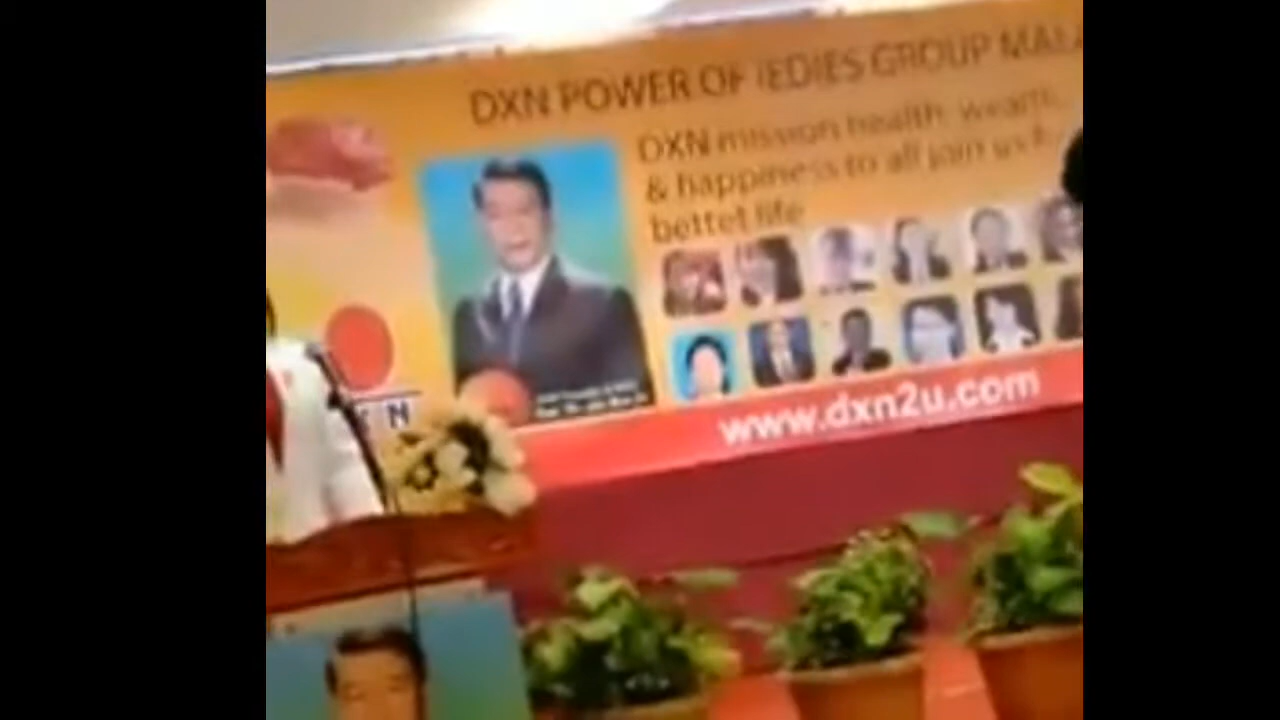 DXN POWER OF IEDIES GROUP
DXN mission health, wealth,
& happiness to all join us
bettet life
www.dxn2u.com